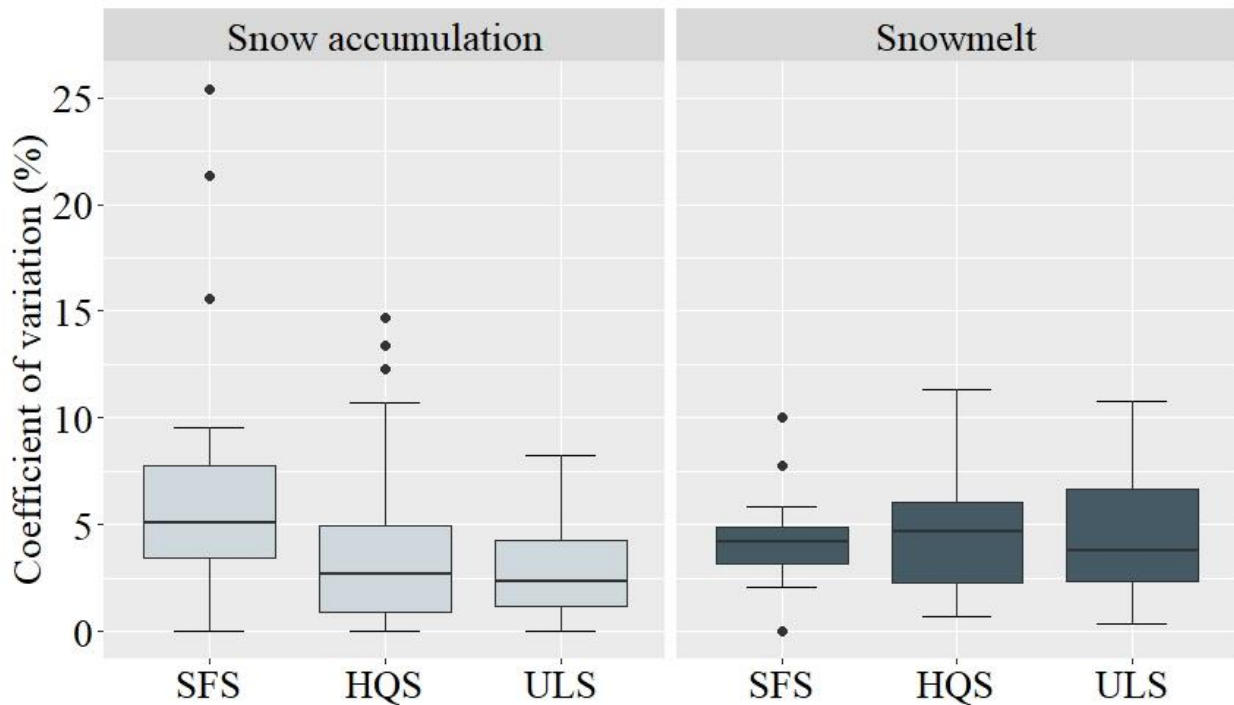 Snow accumulation
Snowmelt
Coefficient of variation (%)
25
20
15
10
5
0
SFS
HQS
ULS
SFS
HQS
ULS